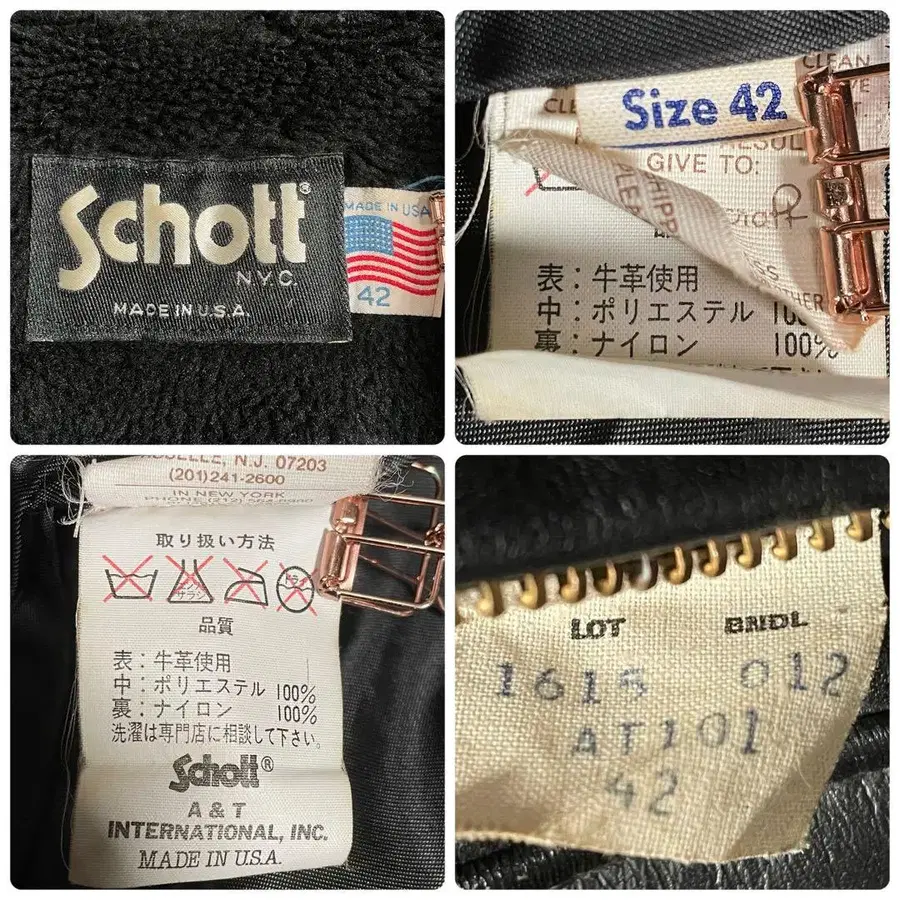 Schott®
NYC
MADE IN U.S.A.
MADE IN USA
42
CLEAN
Size 42
GIVE TO:
表：牛革使用
中：ポリエステル
裏：ナイロン 100%
N.J. 07203
(201)241-2600
IN NEW YORK
取り扱い方法
品質
表：牛革使用
中：ポリエステル 100%
裏：ナイロン 100%
洗濯は専門店に相談して下さい。
Schott®
A & T
INTERNATIONAL, INC.
MADE IN U.S.A.
LOT BNDL
1615 012
AT101
42